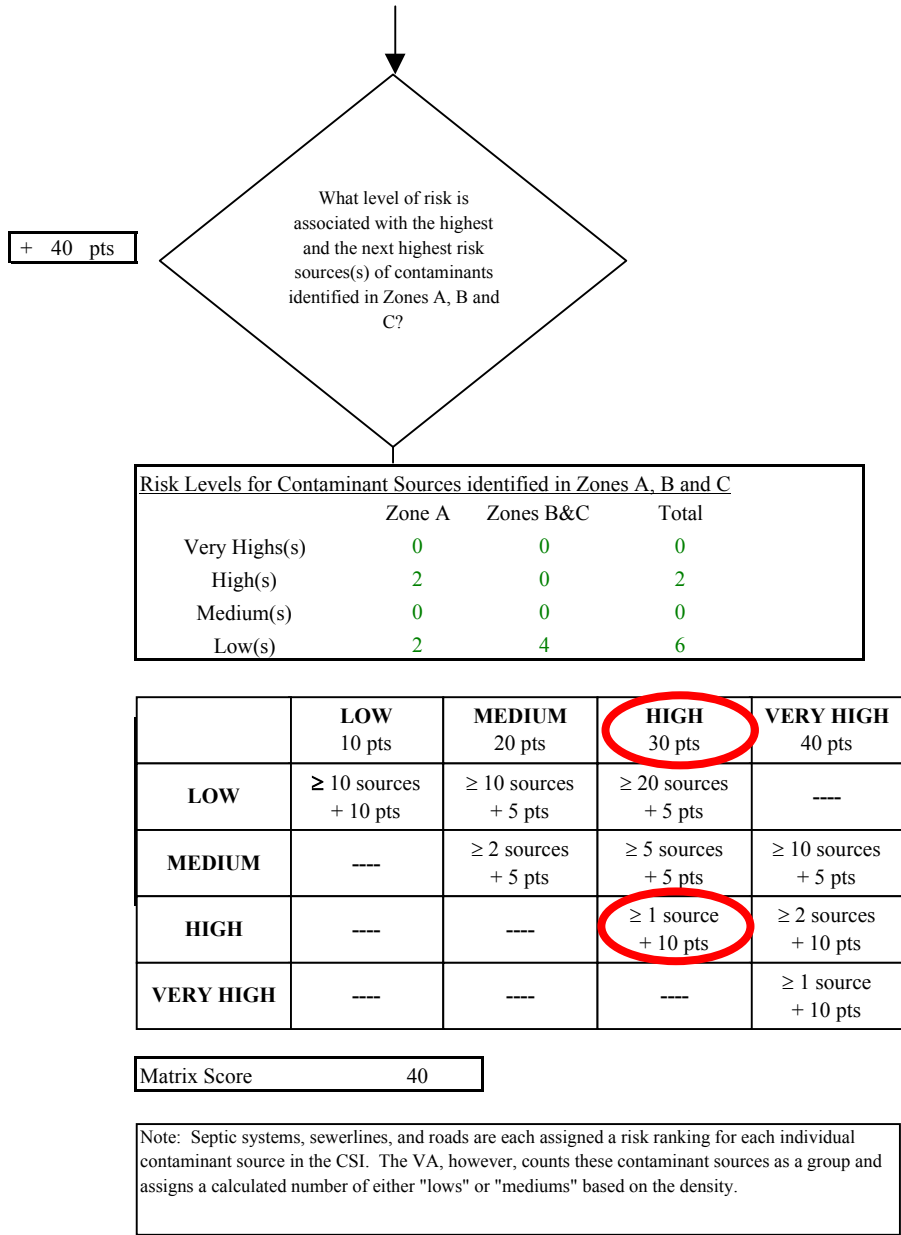 What level of risk is
associated with the highest
and the next highest risk
sources(s) of contaminants
identified in Zones A, B and
C?
+ 40 pts
Risk Levels for Contaminant Sources identified in Zones A, B and C
Zone A Zones B&C Total
Very Highs(s) 0 0 0
High(s) 2 0 2
Medium(s) 0 0 0
Low(s) 2 4 6
LOW MEDIUM HIGH VERY HIGH
10 pts 20 pts 30 pts 40 pts
LOW ≥ 10 sources ≥ 10 sources ≥ 20 sources ----
+ 10 pts + 5 pts + 5 pts
MEDIUM ---- ≥ 2 sources ≥ 5 sources ≥ 10 sources
+ 5 pts + 5 pts + 5 pts
HIGH ---- ---- ≥ 1 source ≥ 2 sources
+ 10 pts + 10 pts
VERY HIGH ---- ---- ---- ≥ 1 source
+ 10 pts
Matrix Score 40
Note: Septic systems, sewerlines, and roads are each assigned a risk ranking for each individual
contaminant source in the CSI. The VA, however, counts these contaminant sources as a group and
assigns a calculated number of either "lows" or "mediums" based on the density.